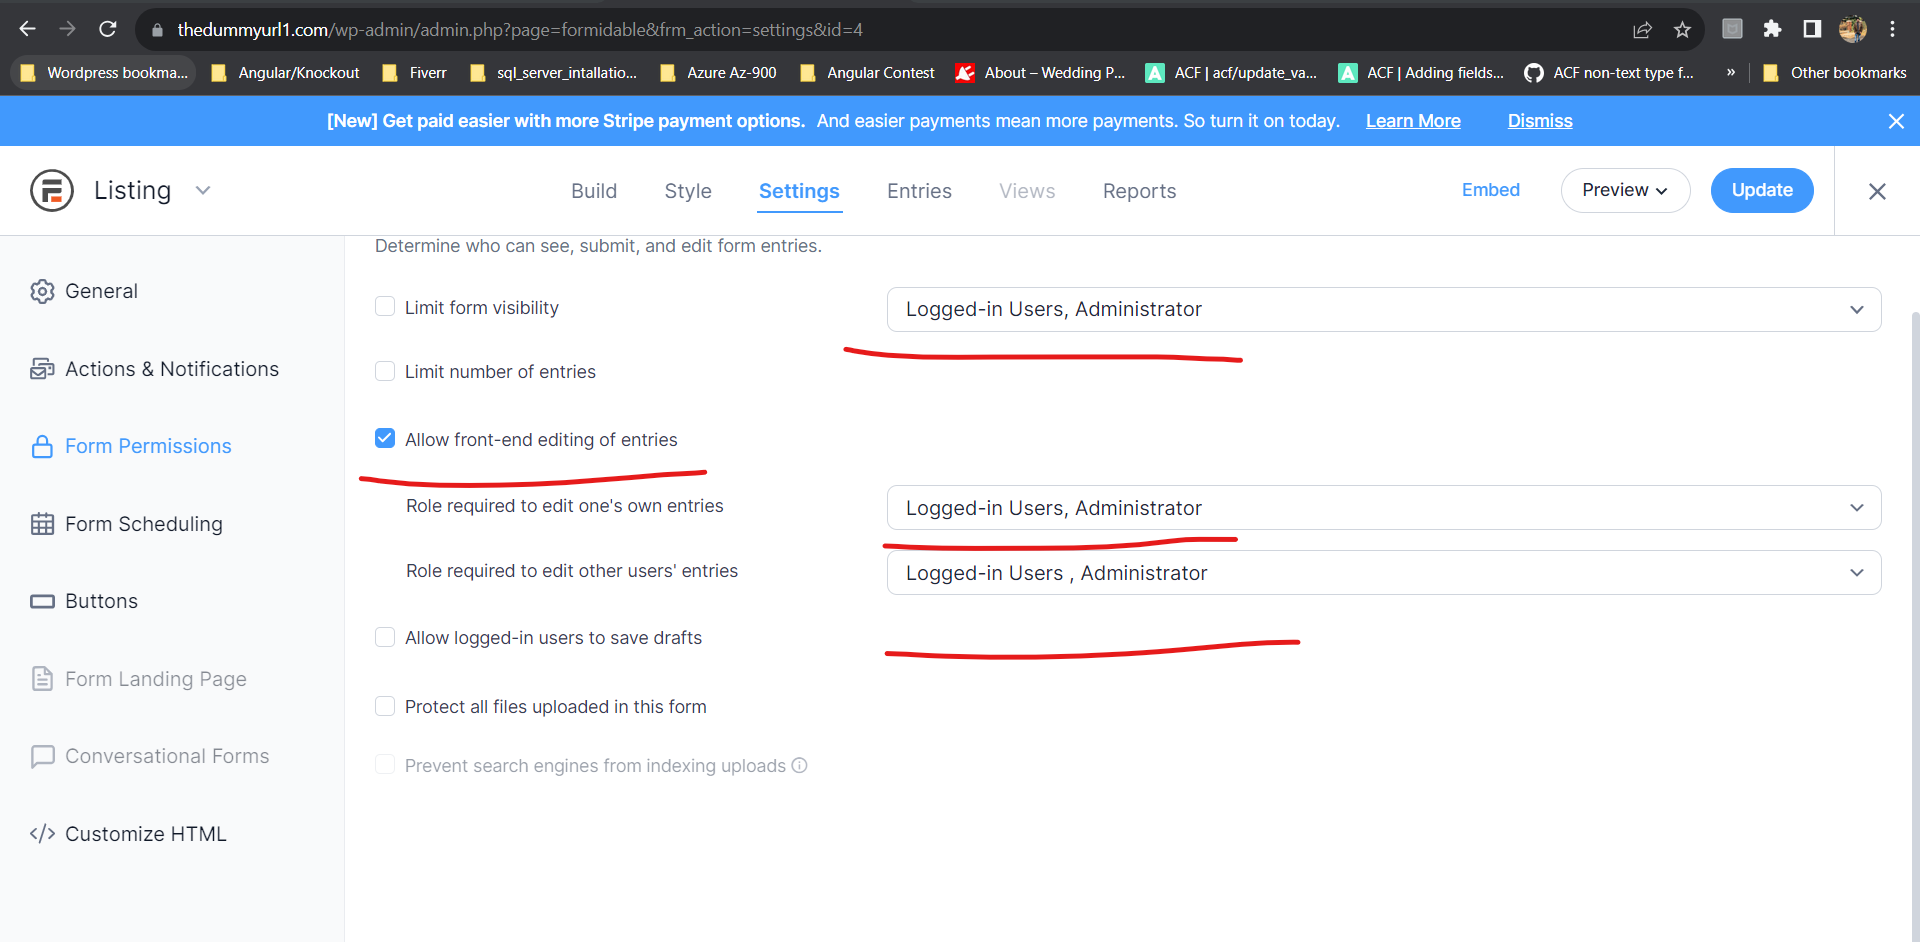 thedummyurl1.com/wp-admin/admin.php?page=formidable&frm_action=settings&id=4
Wordpress bookma... Angular/Knockout Fiverr sql_server_intallatio... Azure Az-900 Angular Contest About – Wedding P... ACF | acf/update_va... ACF | Adding fields... ACF non-text type f... » Other bookmarks
[New] Get paid easier with more Stripe payment options. And easier payments mean more payments. So turn it on today. Learn More Dismiss
Listing Build Style Settings Entries Views Reports Embed Preview Update
Determine who can see, submit, and edit form entries.
General
Limit form visibility Logged-in Users, Administrator
Actions & Notifications
Limit number of entries
Form Permissions
Allow front-end editing of entries
Form Scheduling
Role required to edit one's own entries Logged-in Users, Administrator
Role required to edit other users' entries Logged-in Users , Administrator
Buttons
Allow logged-in users to save drafts
Form Landing Page
Protect all files uploaded in this form
Conversational Forms
Prevent search engines from indexing uploads
Customize HTML